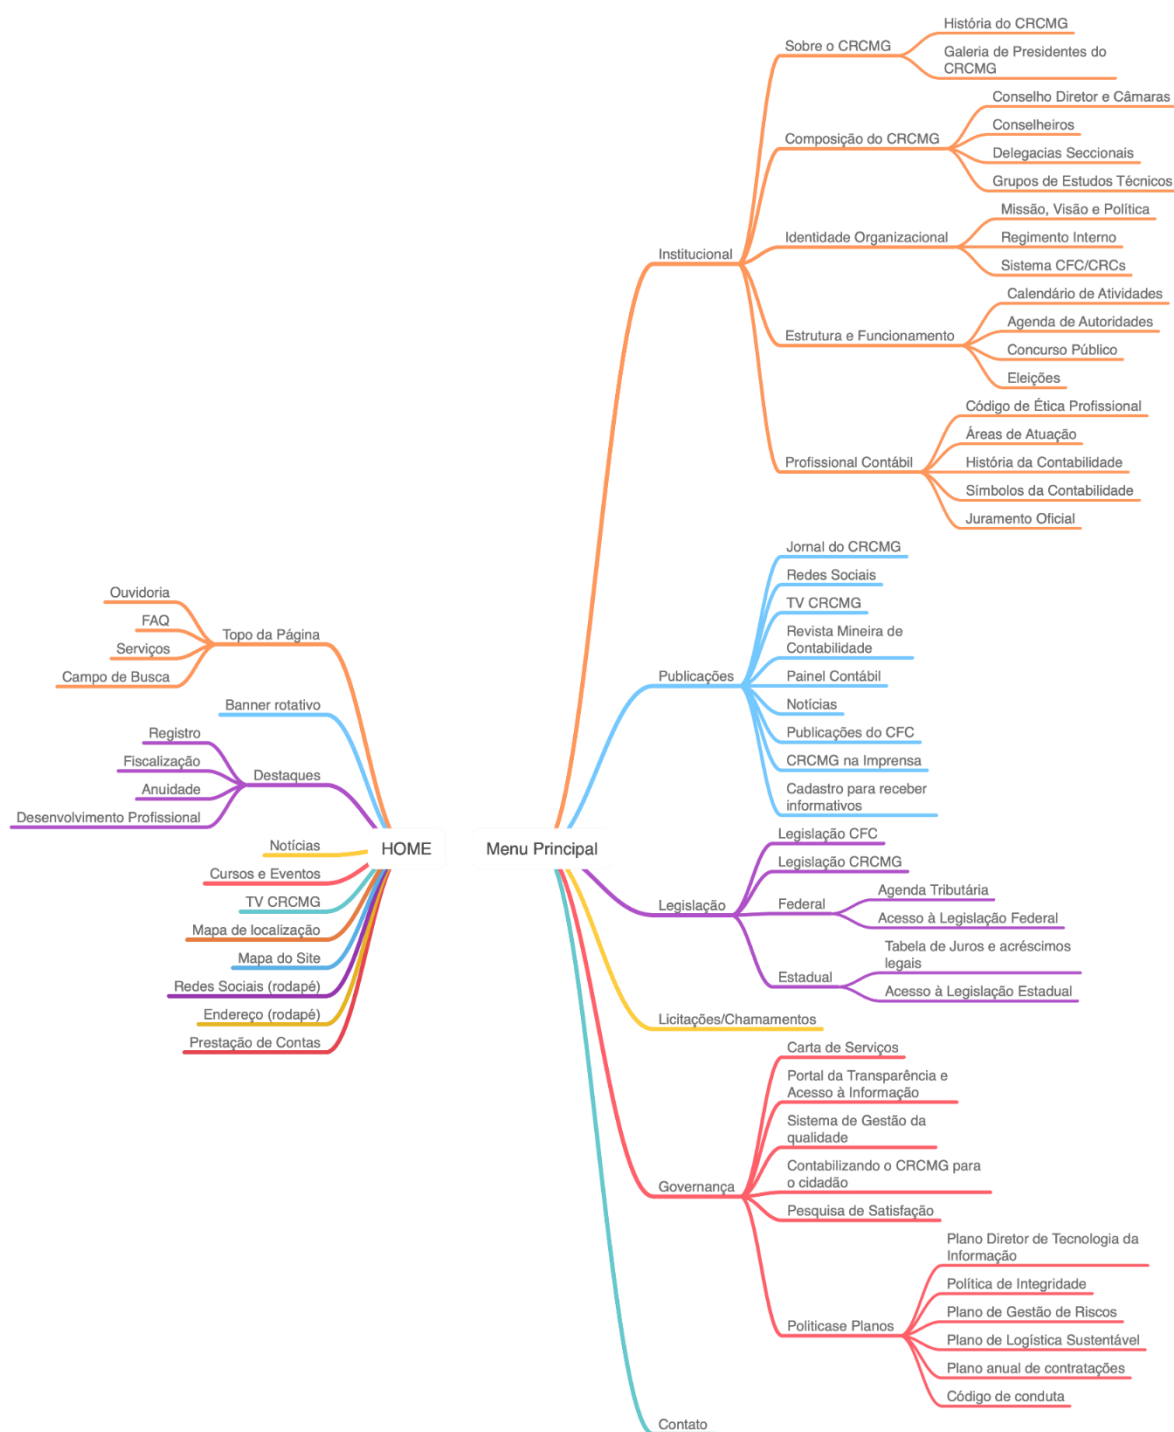 HOME
Topo da Página
Ouvidoria
FAQ
Serviços
Campo de Busca
Banner rotativo
Destaques
Registro
Fiscalização
Anuidade
Desenvolvimento Profissional
Notícias
Cursos e Eventos
TV CRCMG
Mapa de localização
Mapa do Site
Redes Sociais (rodapé)
Endereço (rodapé)
Prestação de Contas
Menu Principal
Institucional
Sobre o CRCMG
História do CRCMG
Galeria de Presidentes do
CRCMG
Composição do CRCMG
Conselho Diretor e Câmaras
Conselheiros
Delegacias Seccionais
Grupos de Estudos Técnicos
Identidade Organizacional
Missão, Visão e Política
Regimento Interno
Sistema CFC/CRCs
Estrutura e Funcionamento
Calendário de Atividades
Agenda de Autoridades
Concurso Público
Eleições
Profissional Contábil
Código de Ética Profissional
Áreas de Atuação
História da Contabilidade
Símbolos da Contabilidade
Juramento Oficial
Publicações
Jornal do CRCMG
Redes Sociais
TV CRCMG
Revista Mineira de
Contabilidade
Painel Contábil
Notícias
Publicações do CFC
CRCMG na Imprensa
Cadastro para receber
informativos
Legislação
Legislação CFC
Legislação CRCMG
Federal
Agenda Tributária
Acesso à Legislação Federal
Estadual
Tabela de Juros e acréscimos
legais
Acesso à Legislação Estadual
Licitações/Chamamentos
Governança
Carta de Serviços
Portal da Transparência e
Acesso à Informação
Sistema de Gestão da
qualidade
Contabilizando o CRCMG para
o cidadão
Pesquisa de Satisfação
Politicase Planos
Plano Diretor de Tecnologia da
Informação
Política de Integridade
Plano de Gestão de Riscos
Plano de Logística Sustentável
Plano anual de contratações
Código de conduta
Contato